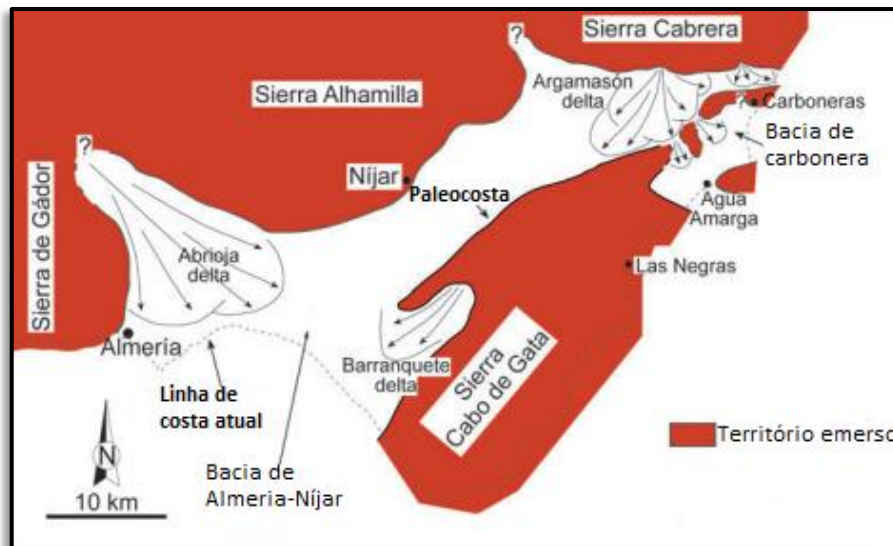 Sierra Cabrera
?
Sierra Alhamilla
Argamasón
delta
?
Carboneras
Bacia de
carbonera
?
Níjar
Paleocosta
Agua
Amarga
Sierra de Gádor
Abrioja
delta
Las Negras
Almería
Barranquete
delta
Sierra
Cabo de Gata
Linha de
costa atual
Território emerso
N
Bacia de
Almeria-Níjar
10 km